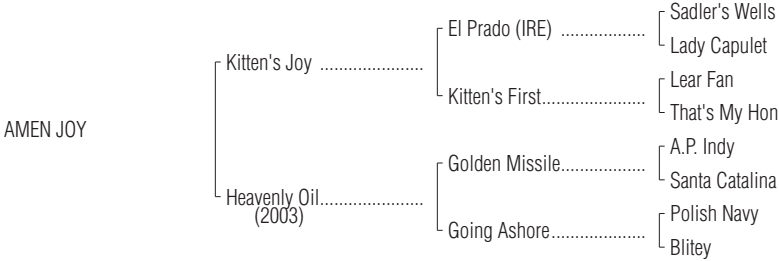 Sadler's Wells
El Prado (IRE) ...................
Lady Capulet
Kitten's Joy ......................
Lear Fan
Kitten's First.......................
That's My Hon
AMEN JOY
A.P. Indy
Golden Missile...................
Santa Catalina
Heavenly Oil.......................
(2003)
Polish Navy
Going Ashore.....................
Blitey